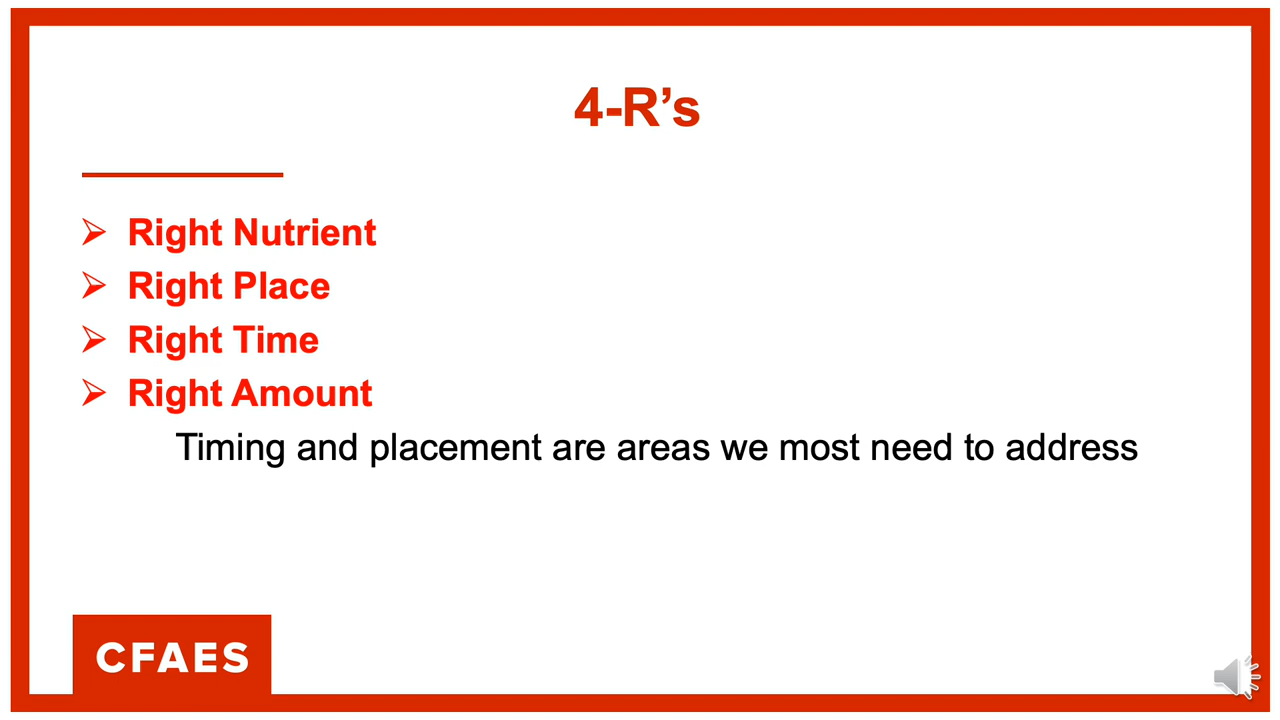 4-R’s
Right Nutrient
Right Place
Right Time
Right Amount
Timing and placement are areas we most need to address
CFAES